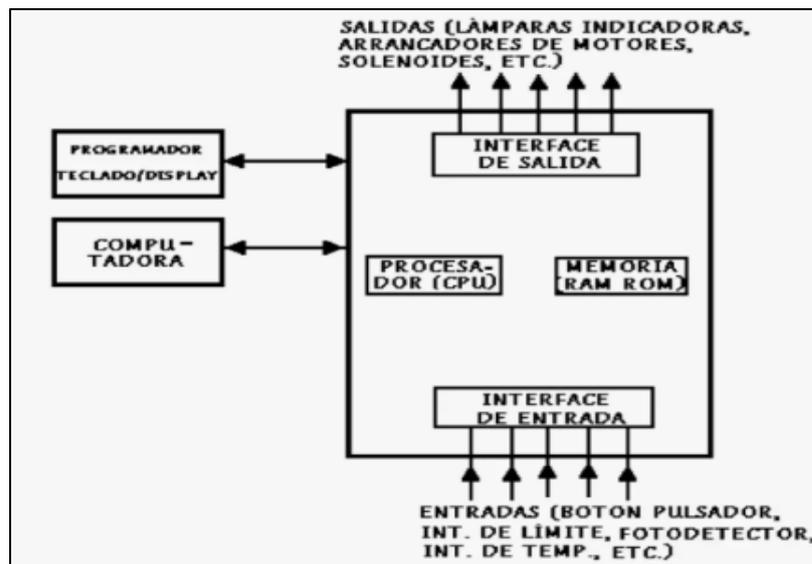 SALIDAS (LÀMPARAS INDICADORAS,
ARRANCADORES DE MOTORES,
SOLENOIDES, ETC.)
INTERFACE
DE SALIDA
PROGRAMADOR
TECLADO/DISPLAY
COMPU-
TADORA
PROCESA-
DOR (CPU)
MEMORIA
(RAM ROM)
INTERFACE
DE ENTRADA
ENTRADAS (BOTON PULSADOR,
INT. DE LÍMITE, FOTODETECTOR,
INT. DE TEMP., ETC.)